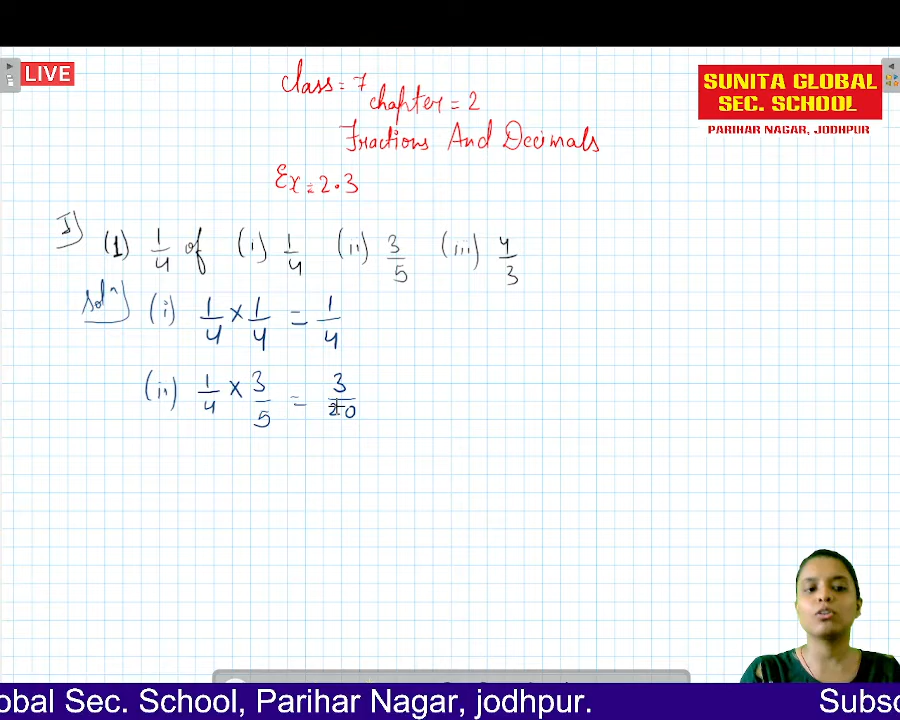 LIVE
SUNITA GLOBAL
SEC. SCHOOL
PARIHAR NAGAR, JODHPUR
Class = 7
chapter = 2
Fractions And Decimals
Ex = 2.3
I) (1) 1/4 of (i) 1/4 (ii) 3/5 (iii) 4/3
Solⁿ) (i) 1/4 × 1/4 = 1/4
(ii) 1/4 × 3/5 = 3/20
obal Sec. School, Parihar Nagar, jodhpur. Subsc